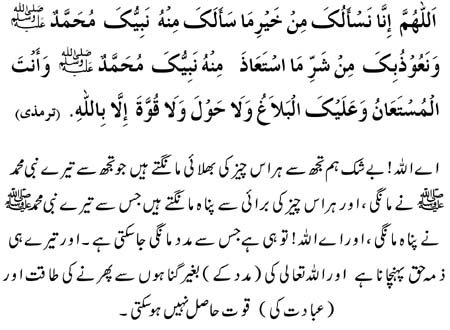 اَللّٰهُمَّ اِنَّا نَسْأَلُکَ مِنْ خَیْرِ مَا سَأَلَکَ مِنْهُ نَبِیُّکَ مُحَمَّدٌ ﷺ
وَنَعُوْذُبِکَ مِنْ شَرِّ مَا اسْتَعَاذَ مِنْهُ نَبِیُّکَ مُحَمَّدٌ ﷺ وَأَنْتَ
الْمُسْتَعَانُ وَعَلَیْکَ الْبَلَاغُ وَلَا حَوْلَ وَلَا قُوَّةَ اِلَّا بِاللّٰهِ. (ترمذی)
اے اللہ! بے شک ہم تجھ سے ہر اس چیز کی بھلائی مانگتے ہیں جو تجھ سے تیرے نبی محمد
ﷺ نے مانگی، اور ہر اس چیز کی برائی سے پناہ مانگتے ہیں جس سے تیرے نبی محمد ﷺ
نے پناہ مانگی، اور اے اللہ! تو ہی ہے جس سے مدد مانگی جاسکتی ہے۔ اور تیرے ہی
ذمہ حق پہنچانا ہے اور اللہ تعالی کی (مدد کے) بغیر گناہوں سے پھرنے کی طاقت اور
(عبادت کی) قوت حاصل نہیں ہوسکتی۔